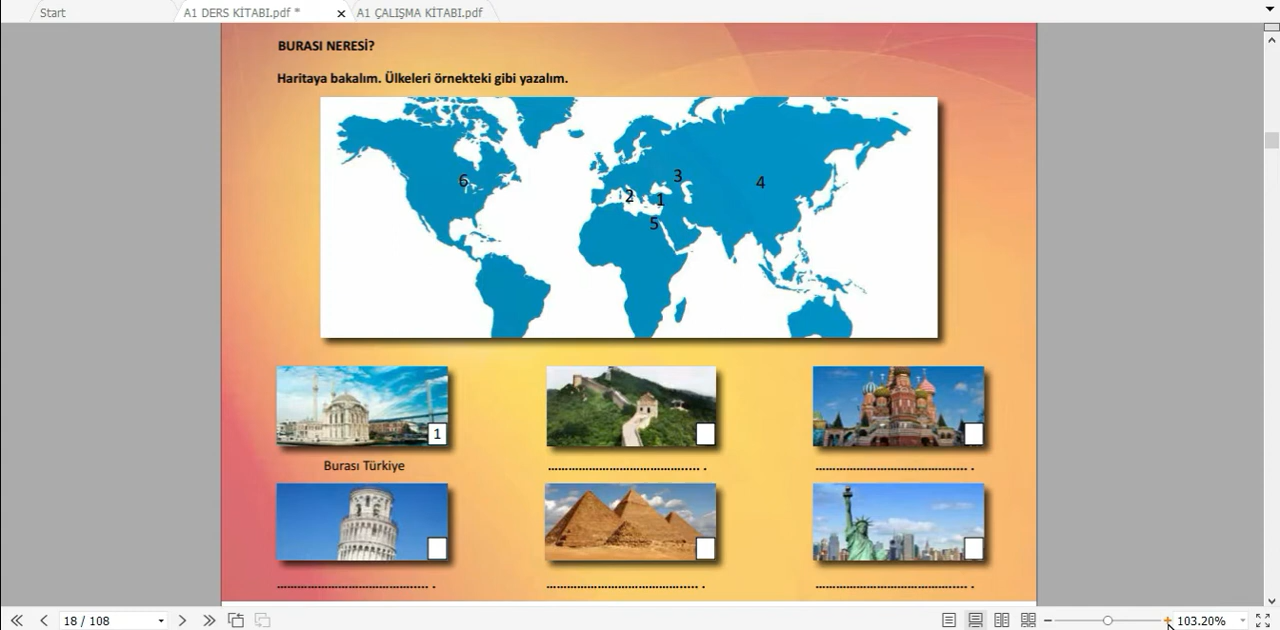 Start
A1 DERS KİTABI.pdf *
A1 ÇALIŞMA KİTABI.pdf
BURASI NERESİ?
Haritaya bakalım. Ülkeleri örnekteki gibi yazalım.
6
3
4
2
1
5
1
Burası Türkiye
18 / 108
103.20%